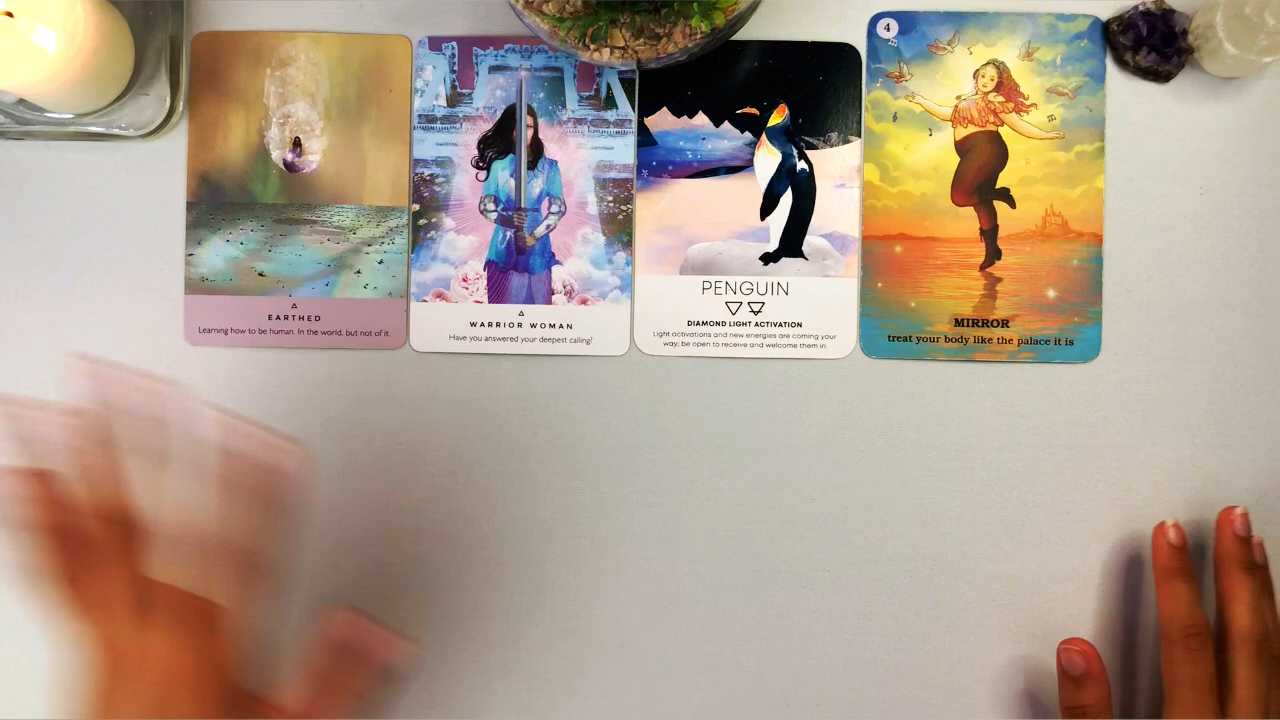 EARTHED
Learning how to be human. In the world, but not of it.
WARRIOR WOMAN
Have you answered your deepest calling?
PENGUIN
DIAMOND LIGHT ACTIVATION
Light activations and new energies are coming your
way; be open to receive and welcome them in
4
MIRROR
treat your body like the palace it is